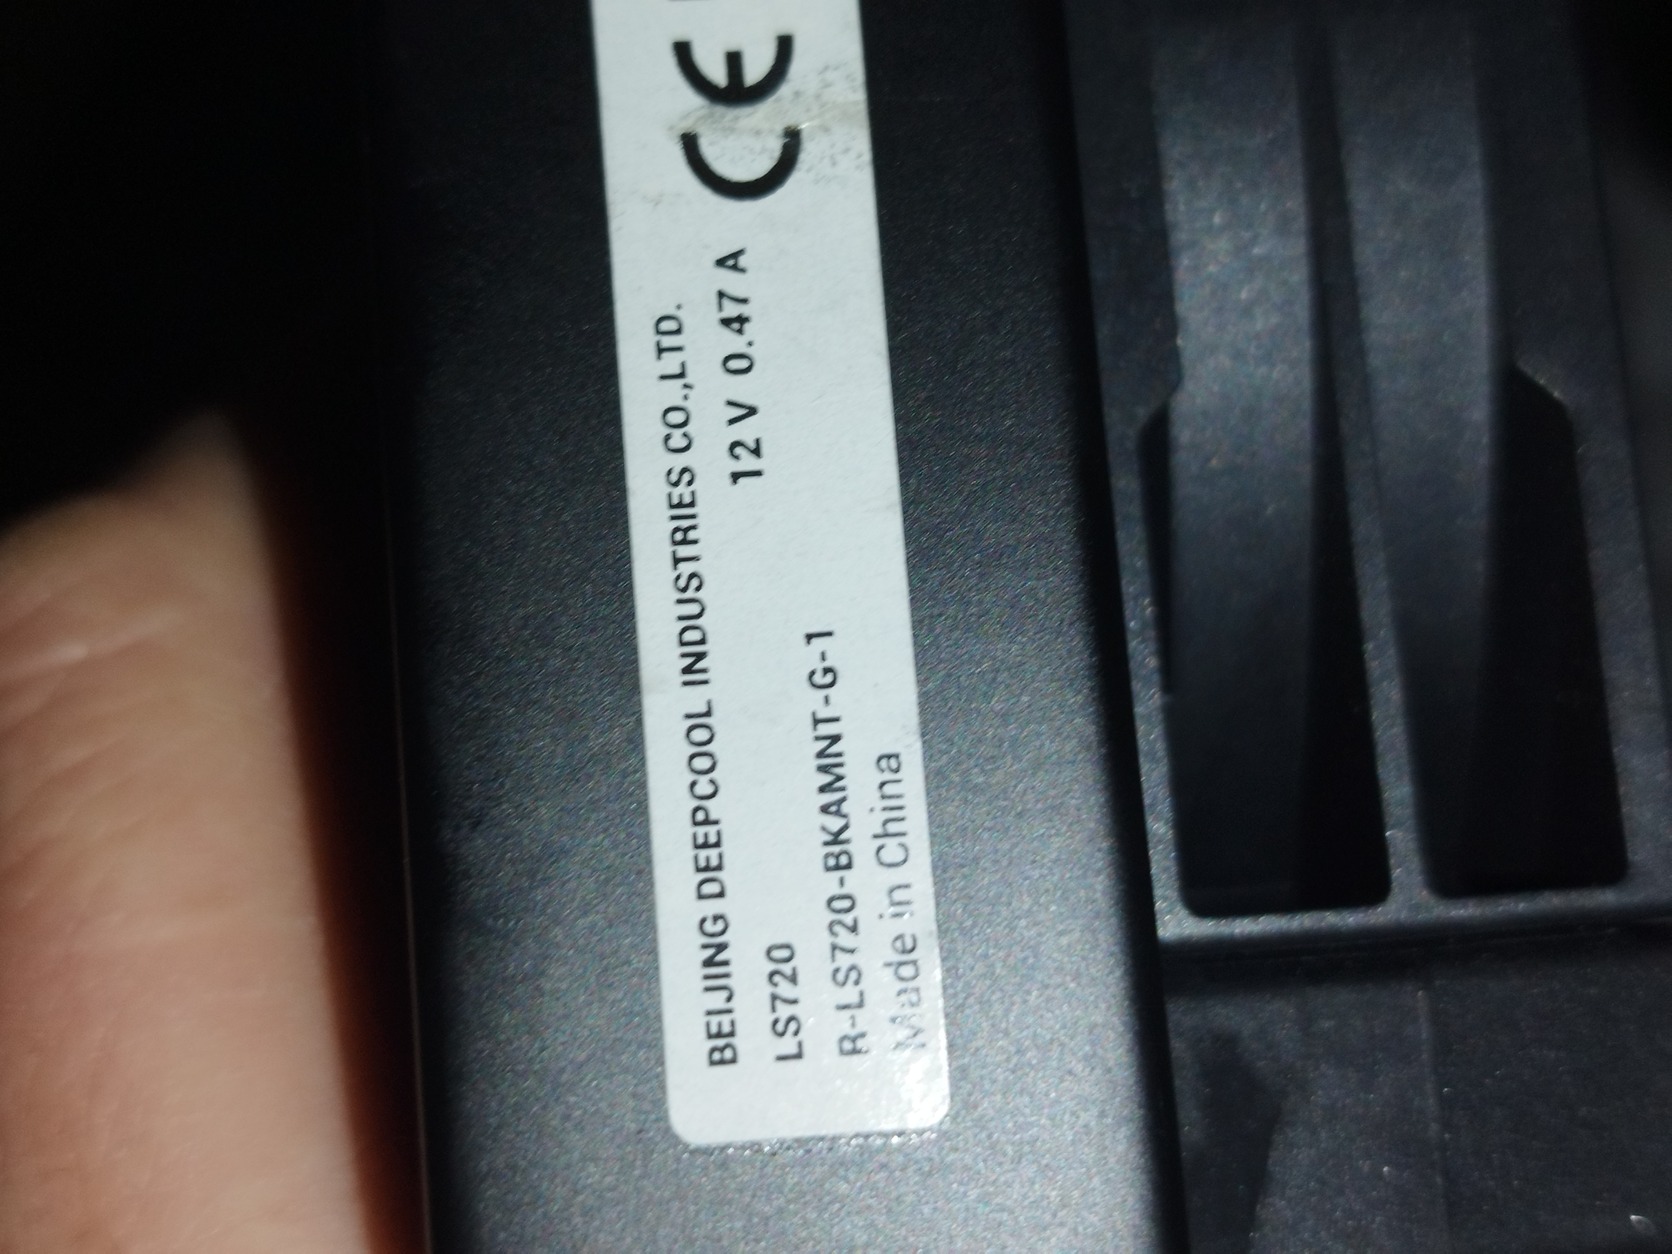 BEIJING DEEPCOOL INDUSTRIES CO.,LTD.
LS720
12 V 0.47 A
CE
R-LS720-BKAMNT-G-1
Made in China